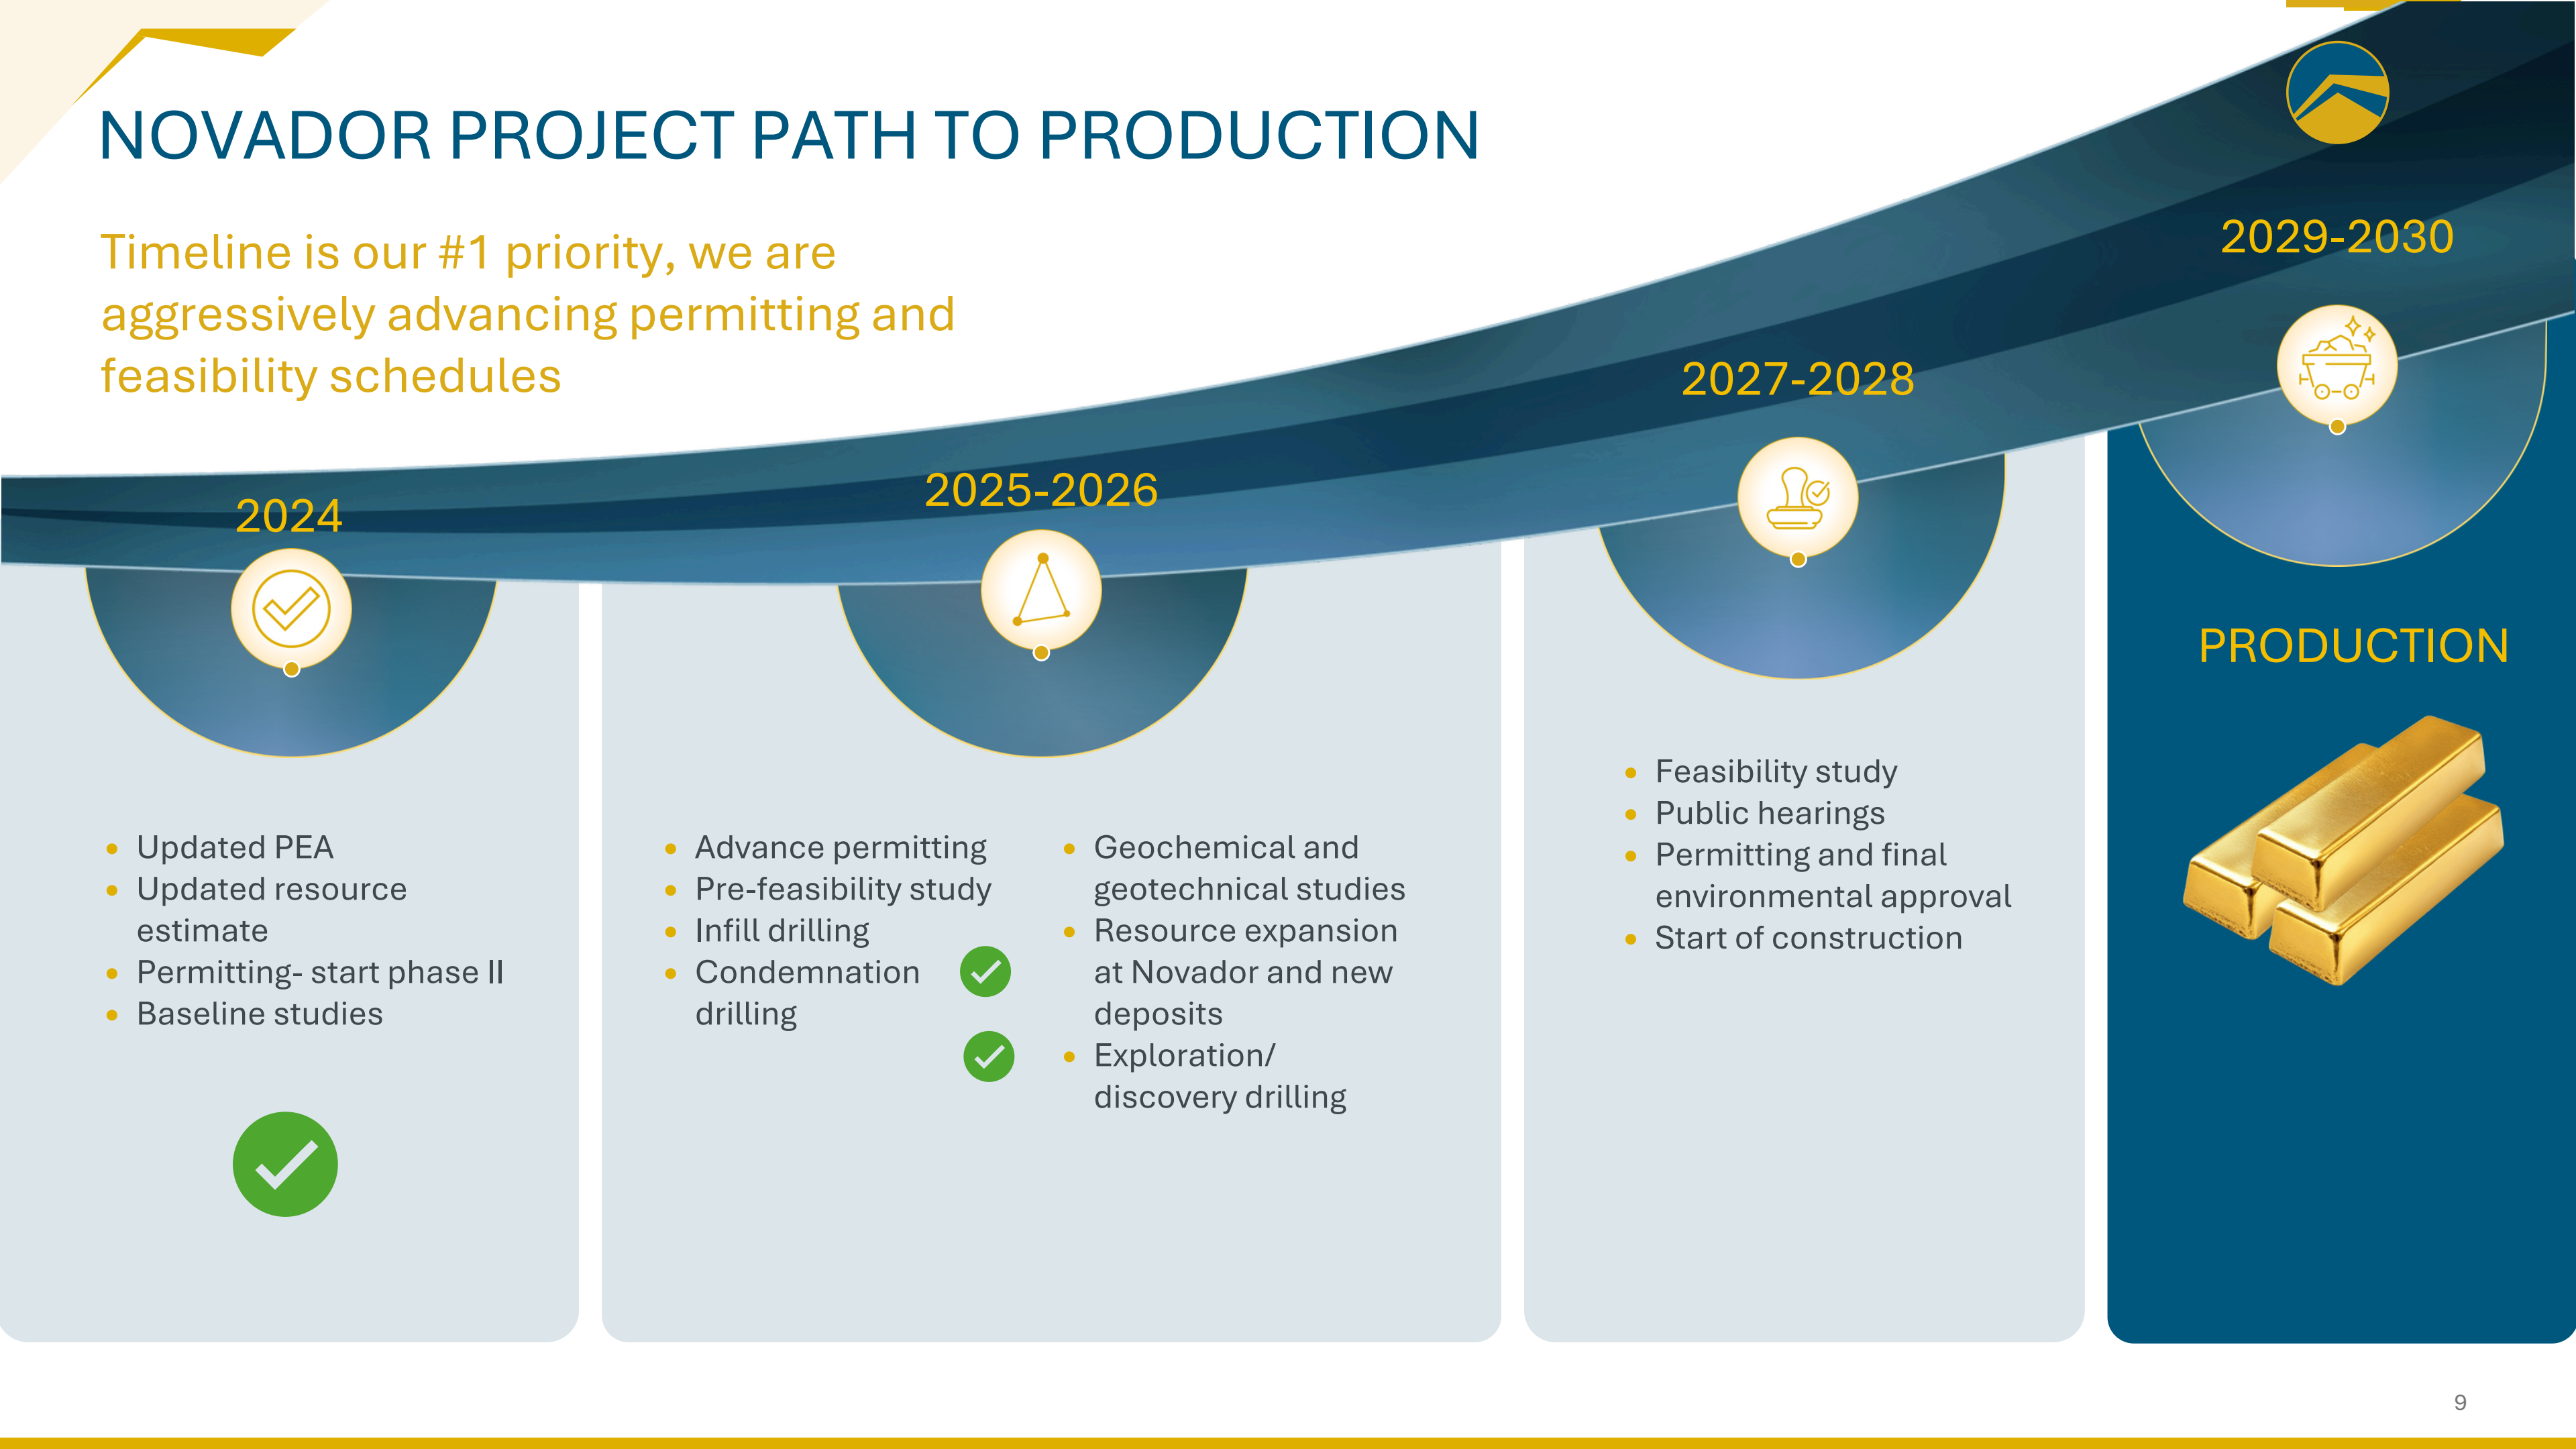 NOVADOR PROJECT PATH TO PRODUCTION
Timeline is our #1 priority, we are
aggressively advancing permitting and
feasibility schedules
2024
• Updated PEA
• Updated resource
estimate
• Permitting- start phase II
• Baseline studies
2025-2026
• Advance permitting
• Pre-feasibility study
• Infill drilling
• Condemnation
drilling
• Geochemical and
geotechnical studies
• Resource expansion
at Novador and new
deposits
• Exploration/
discovery drilling
2027-2028
• Feasibility study
• Public hearings
• Permitting and final
environmental approval
• Start of construction
2029-2030
PRODUCTION
9